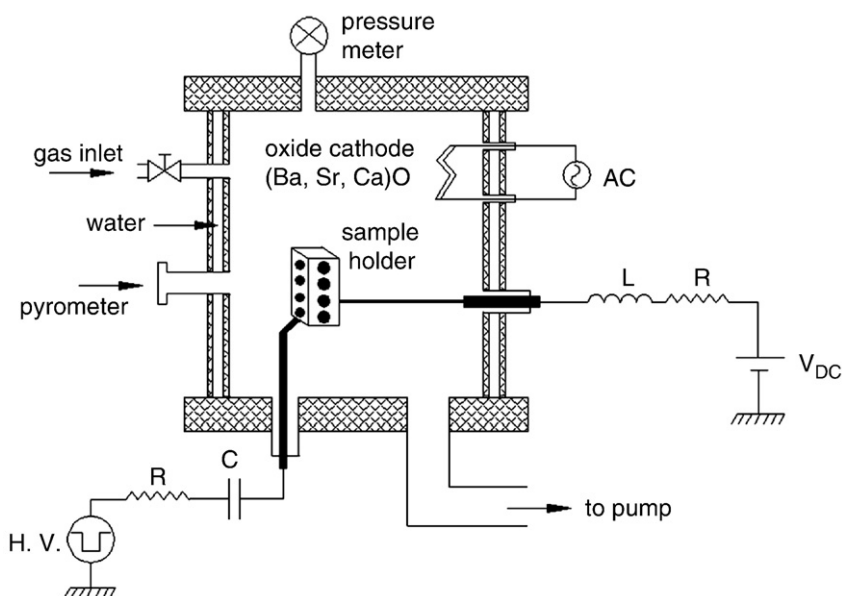 pressure
meter
gas inlet
oxide cathode
(Ba, Sr, Ca)O
AC
water
sample
holder
pyrometer
L
R
V_DC
R
C
H. V.
to pump